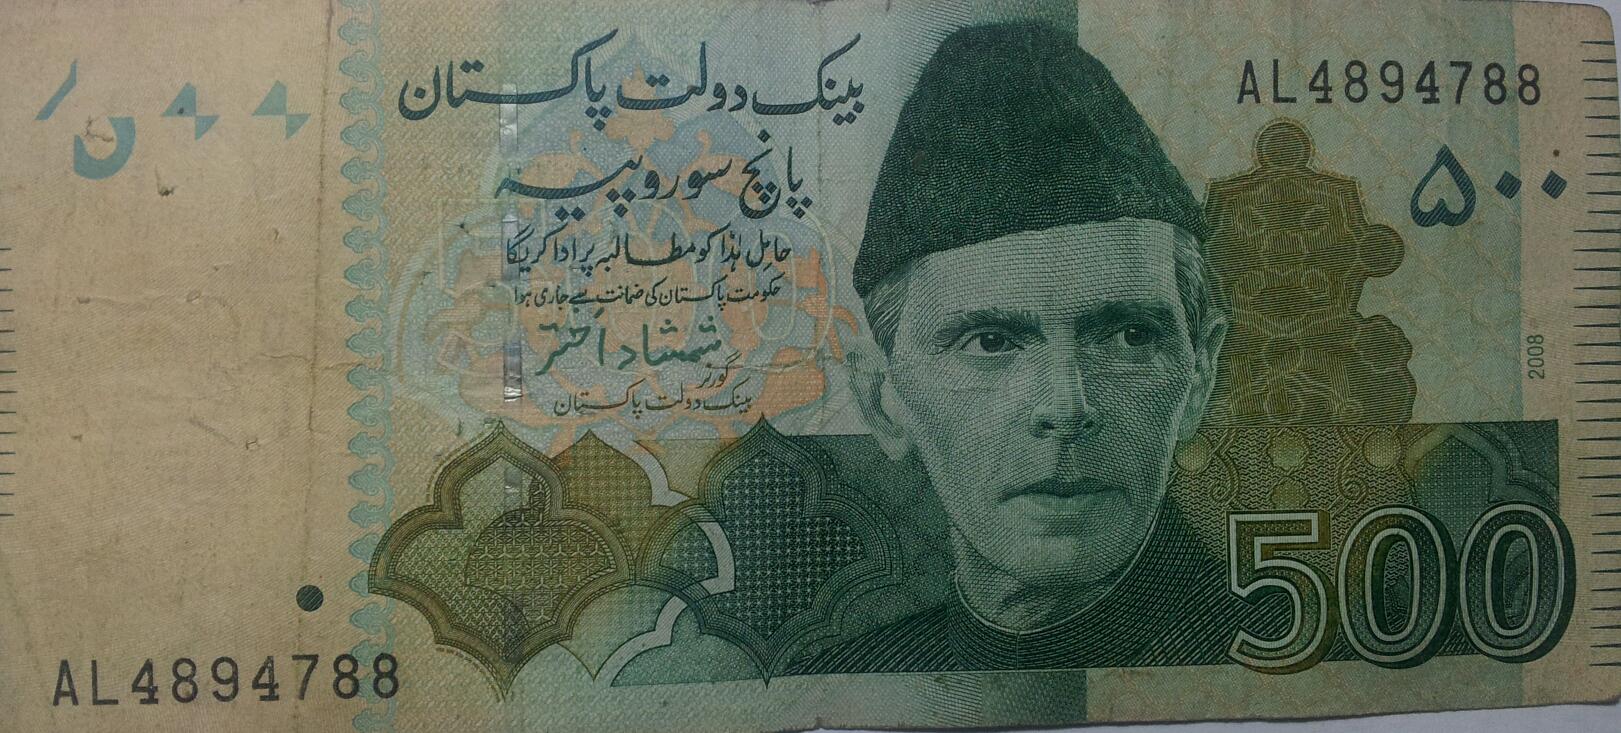 بینک دولت پاکستان
پانچ سو روپیہ
حامل ہٰذا کو مطالبہ پر ادا کریگا
حکومت پاکستان کی ضمانت سے جاری ہوا
شمشاد اختر
گورنر
بینک دولت پاکستان
AL4894788
۵۰۰
2008
500
AL4894788